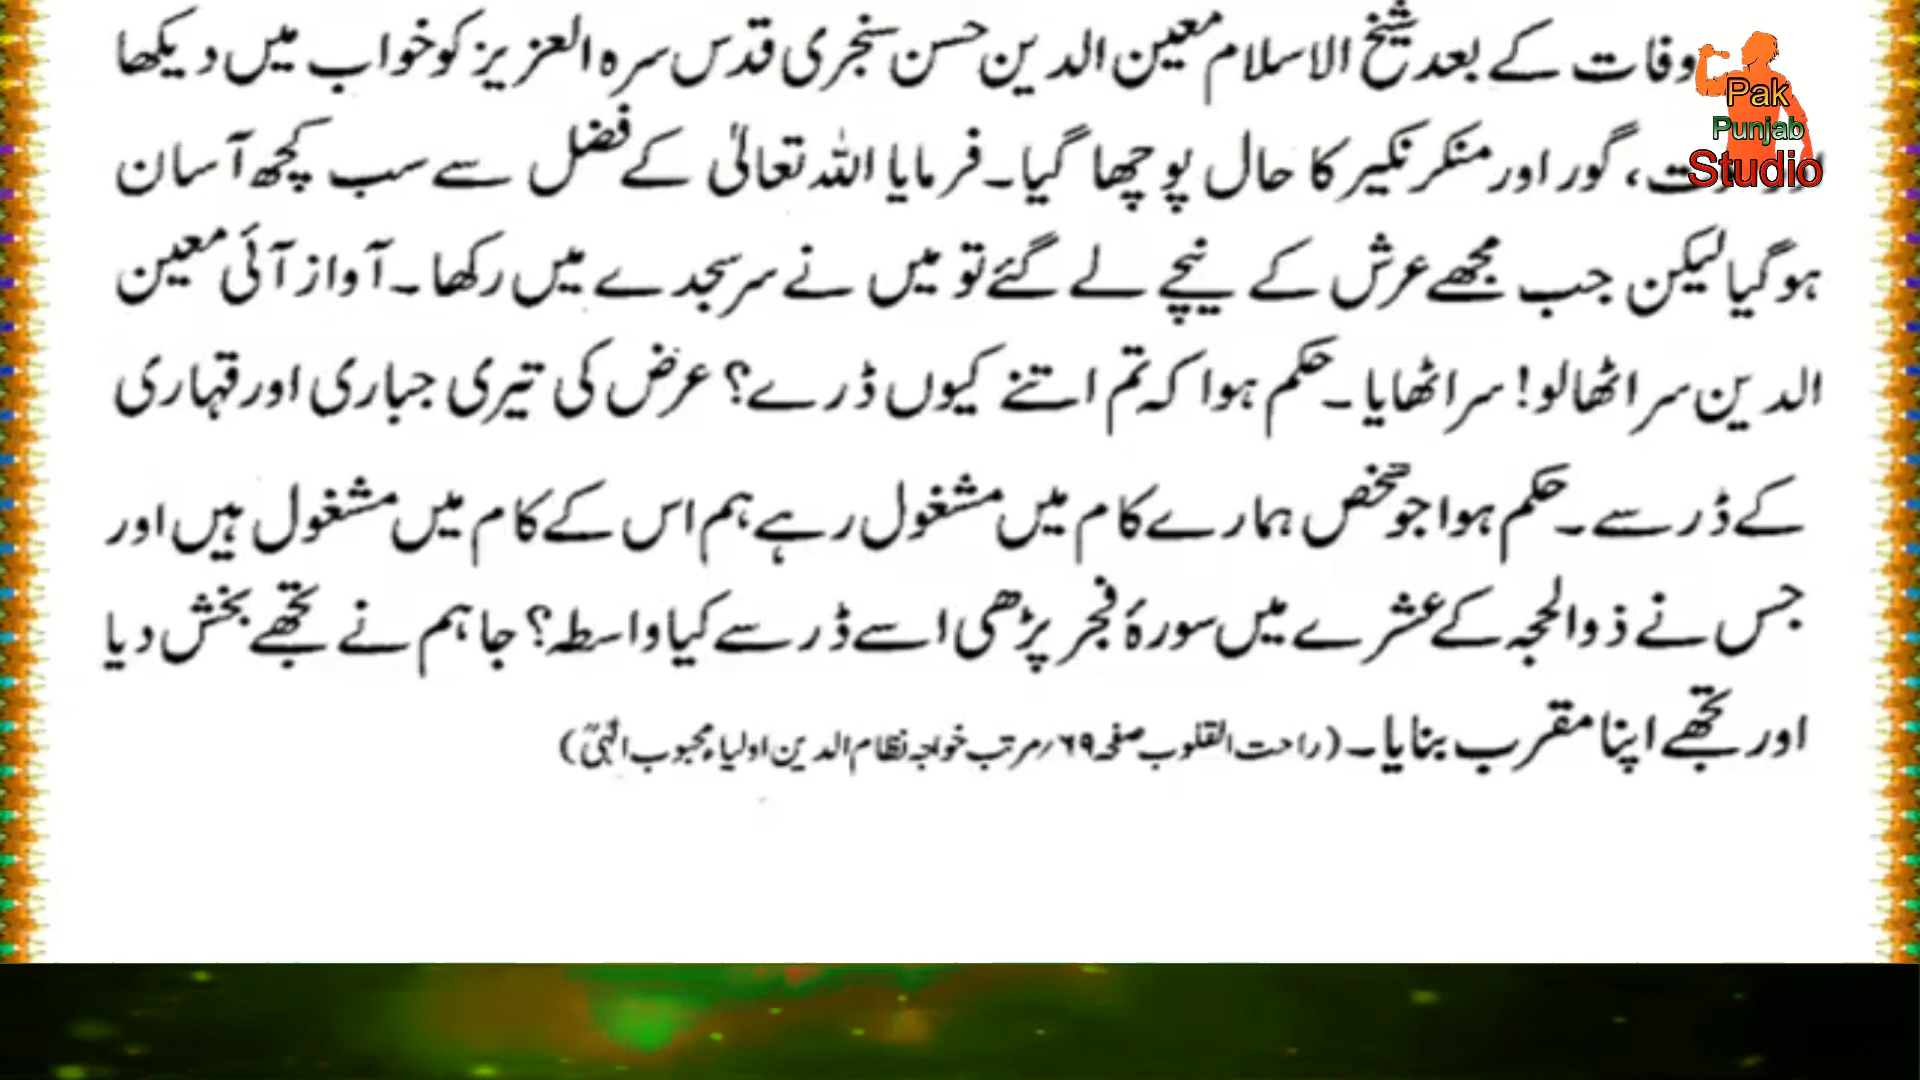 وفات کے بعد شیخ الاسلام معین الدین حسن سنجری قدس سرہ العزیز کو خواب میں دیکھا
گور اور منکر نکیر کا حال پوچھا گیا۔ فرمایا اللہ تعالیٰ کے فضل سے سب کچھ آسان
ہوگیا لیکن جب مجھے عرش کے نیچے لے گئے تو میں نے سر سجدے میں رکھا۔ آواز آئی معین
الدین سر اٹھالو! سر اٹھایا۔ حکم ہوا کہ تم اتنے کیوں ڈرے؟ عرض کی تیری جباری اور قہاری
کے ڈر سے۔ حکم ہوا جو شخص ہمارے کام میں مشغول رہے ہم اس کے کام میں مشغول ہیں اور
جس نے ذوالحجہ کے عشرے میں سورۂ فجر پڑھی اسے ڈر سے کیا واسطہ؟ جا ہم نے تجھے بخش دیا
اور تجھے اپنا مقرب بنایا۔ (راحت القلوب صفحہ ۶۹؍ مرتب خواجہ نظام الدین اولیاء محبوب الٰہیؒ)
Pak
Punjab
Studio